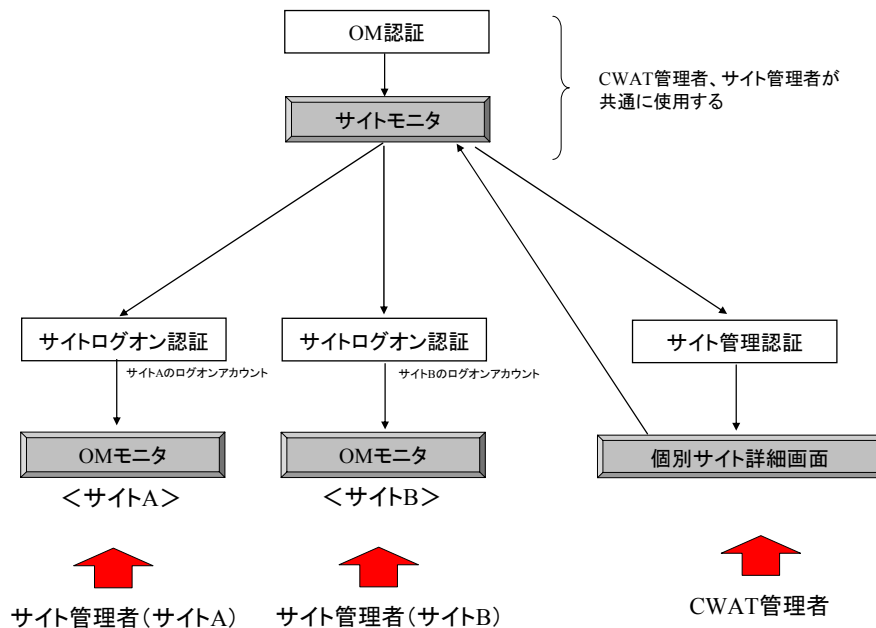 OM認証
CWAT管理者、サイト管理者が
共通に使用する
サイトモニタ
サイトログオン認証
サイトログオン認証
サイト管理認証
サイトAのログオンアカウント
サイトBのログオンアカウント
OMモニタ
OMモニタ
個別サイト詳細画面
＜サイトA＞
＜サイトB＞
サイト管理者（サイトA）
サイト管理者（サイトB）
CWAT管理者